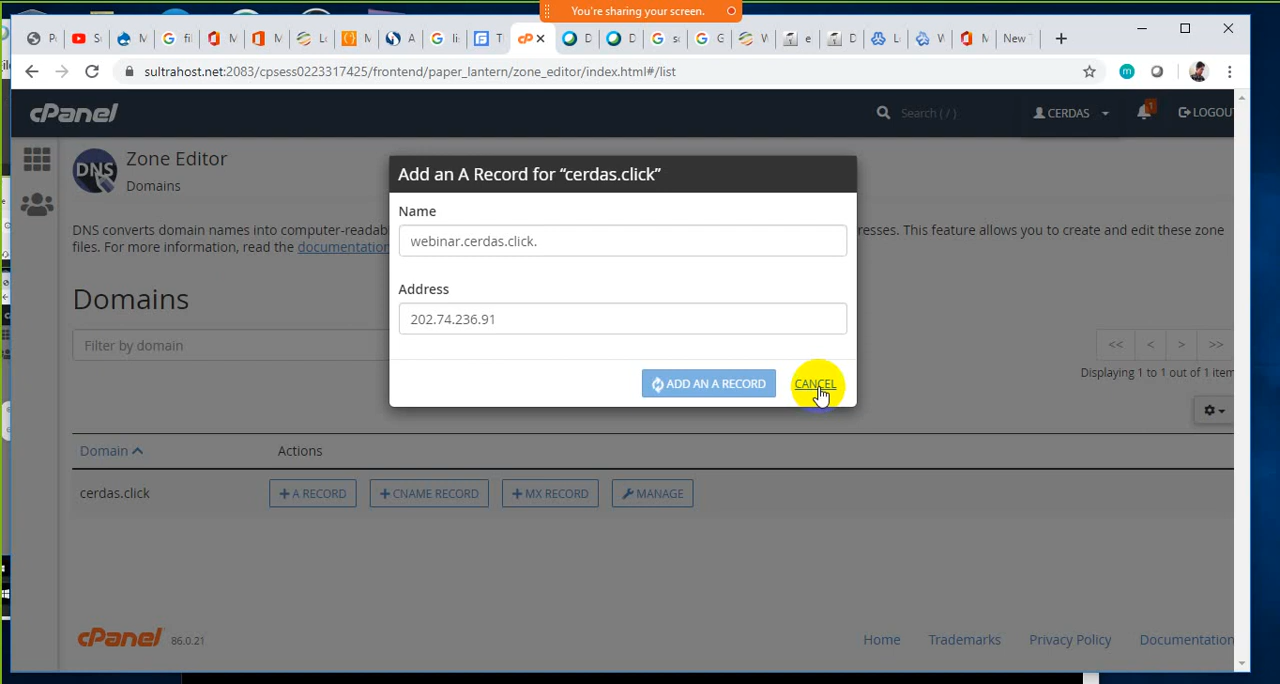 You're sharing your screen.
New
sultrahost.net:2083/cpsess0223317425/frontend/paper_lantern/zone_editor/index.html#/list
cPanel
Search ( / )
CERDAS
1
LOGOU
DNS
Zone Editor
Domains
DNS converts domain names into computer-readab
resses. This feature allows you to create and edit these zone
files. For more information, read the documentation
Domains
Filter by domain
<< < > >>
Displaying 1 to 1 out of 1 item
Add an A Record for “cerdas.click”
Name
webinar.cerdas.click.
Address
202.74.236.91
ADD AN A RECORD
CANCEL
Domain
Actions
cerdas.click
A RECORD
CNAME RECORD
MX RECORD
MANAGE
cPanel 86.0.21
Home
Trademarks
Privacy Policy
Documentation